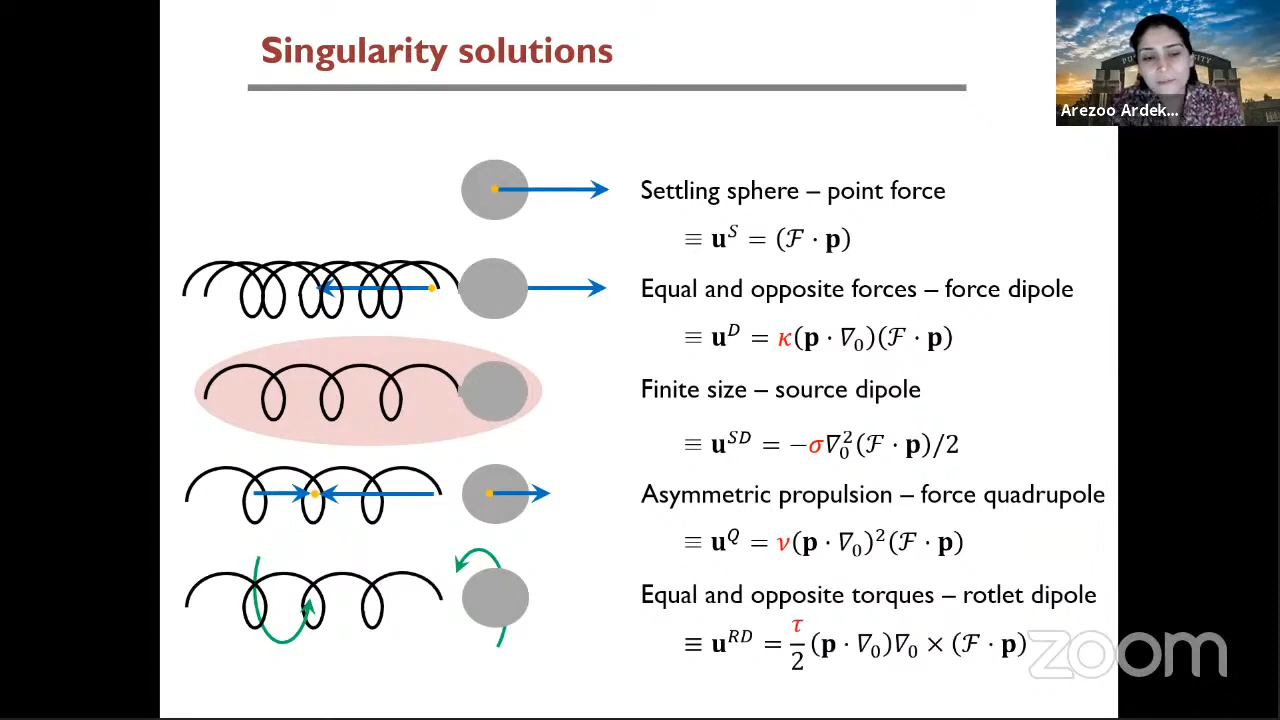 Singularity solutions
Arezoo Ardek...
Settling sphere – point force
≡ 𝐮^S = (ℱ · 𝐩)
Equal and opposite forces – force dipole
≡ 𝐮^D = κ(𝐩 · ∇₀)(ℱ · 𝐩)
Finite size – source dipole
≡ 𝐮^SD = −σ∇₀²(ℱ · 𝐩)/2
Asymmetric propulsion – force quadrupole
≡ 𝐮^Q = ν(𝐩 · ∇₀)²(ℱ · 𝐩)
Equal and opposite torques – rotlet dipole
≡ 𝐮^RD = τ/2 (𝐩 · ∇₀)∇₀ × (ℱ · 𝐩)
zoom